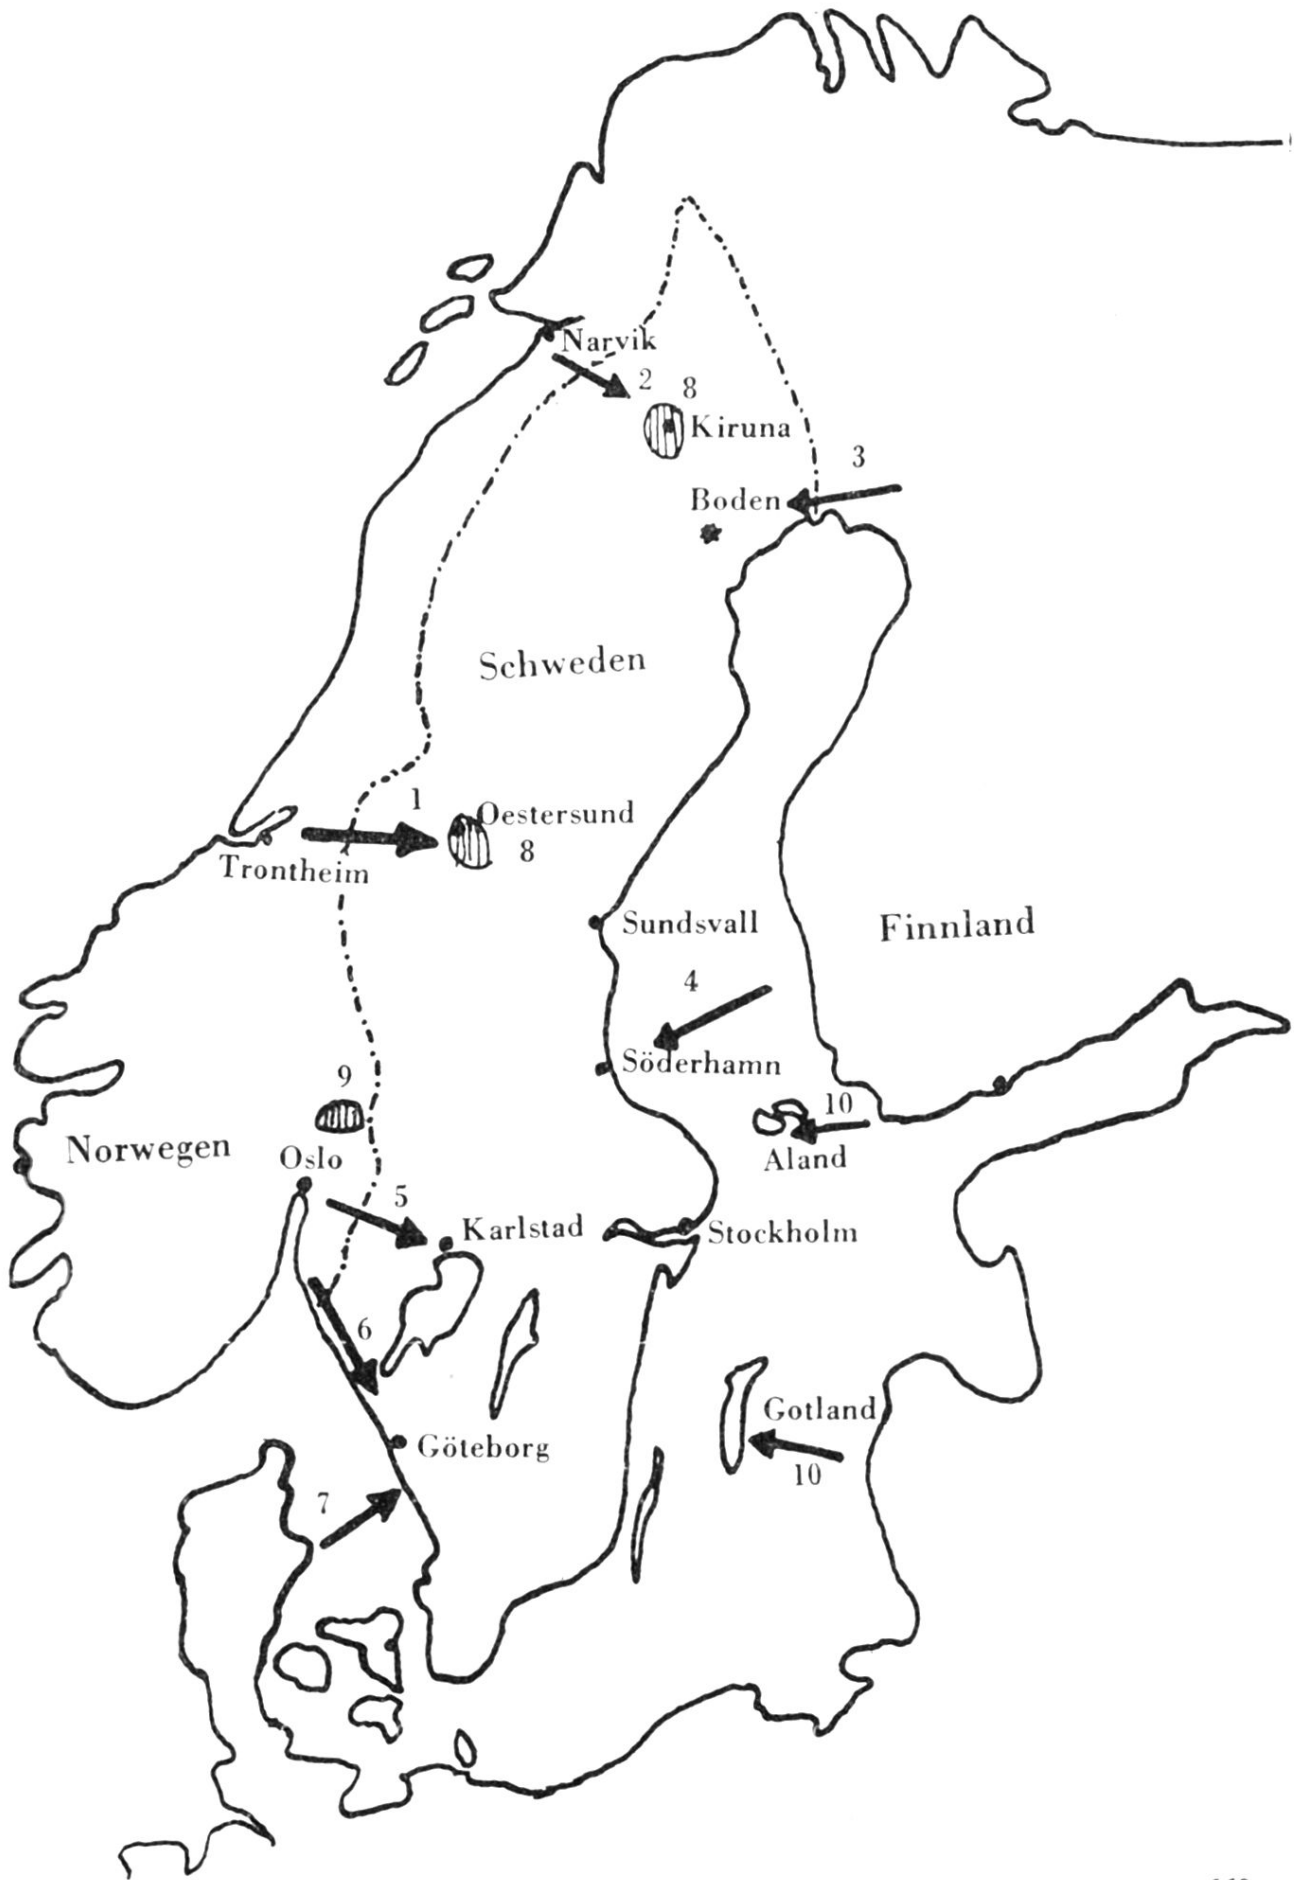 Narvik
2
8
Kiruna
3
Boden
Schweden
1
Oestersund
8
Trontheim
Sundsvall
Finnland
4
Söderhamn
9
10
Norwegen
Oslo
Aland
5
Karlstad
Stockholm
6
Gotland
Göteborg
10
7